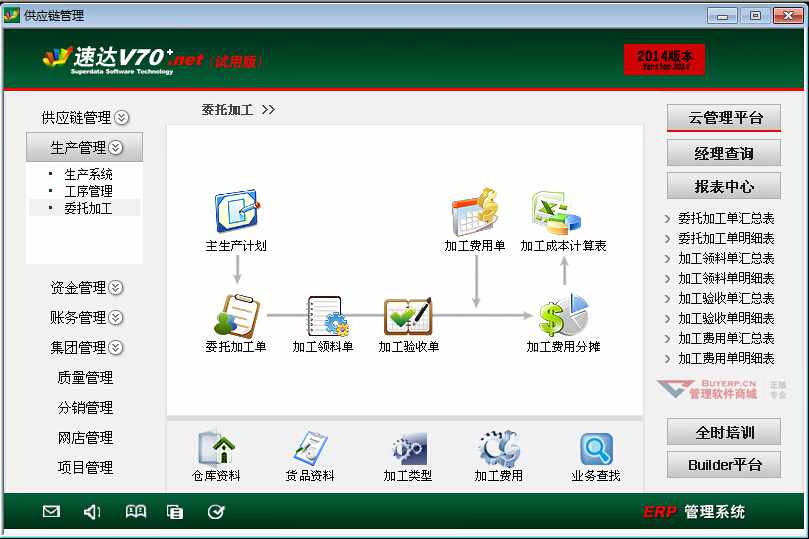 供应链管理
速达V70+.net (试用版)
Superdata Software Technology
2014版本
Version 2014
供应链管理
生产管理
生产系统
工序管理
委托加工
资金管理
账务管理
集团管理
质量管理
分销管理
网店管理
项目管理
委托加工 >>
主生产计划
加工费用单
加工成本计算表
委托加工单
加工领料单
加工验收单
加工费用分摊
仓库资料
货品资料
加工类型
加工费用
业务查找
云管理平台
经理查询
报表中心
委托加工单汇总表
委托加工单明细表
加工领料单汇总表
加工领料单明细表
加工验收单汇总表
加工验收单明细表
加工费用单汇总表
加工费用单明细表
BUYERP.CN
管理软件商城
正版
专业
全时培训
Builder平台
ERP 管理系统